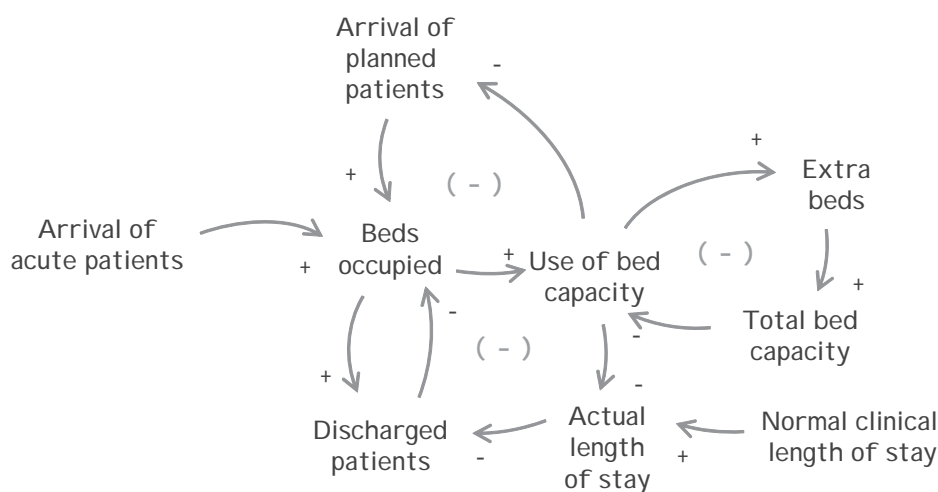 Arrival of
planned
patients
-
+
+
( - )
Extra
beds
Arrival of
acute patients
+
Beds
occupied
+
Use of bed
capacity
( - )
+
-
( - )
-
Total bed
capacity
+
-
Discharged
patients
-
Actual
length
of stay
+
Normal clinical
length of stay